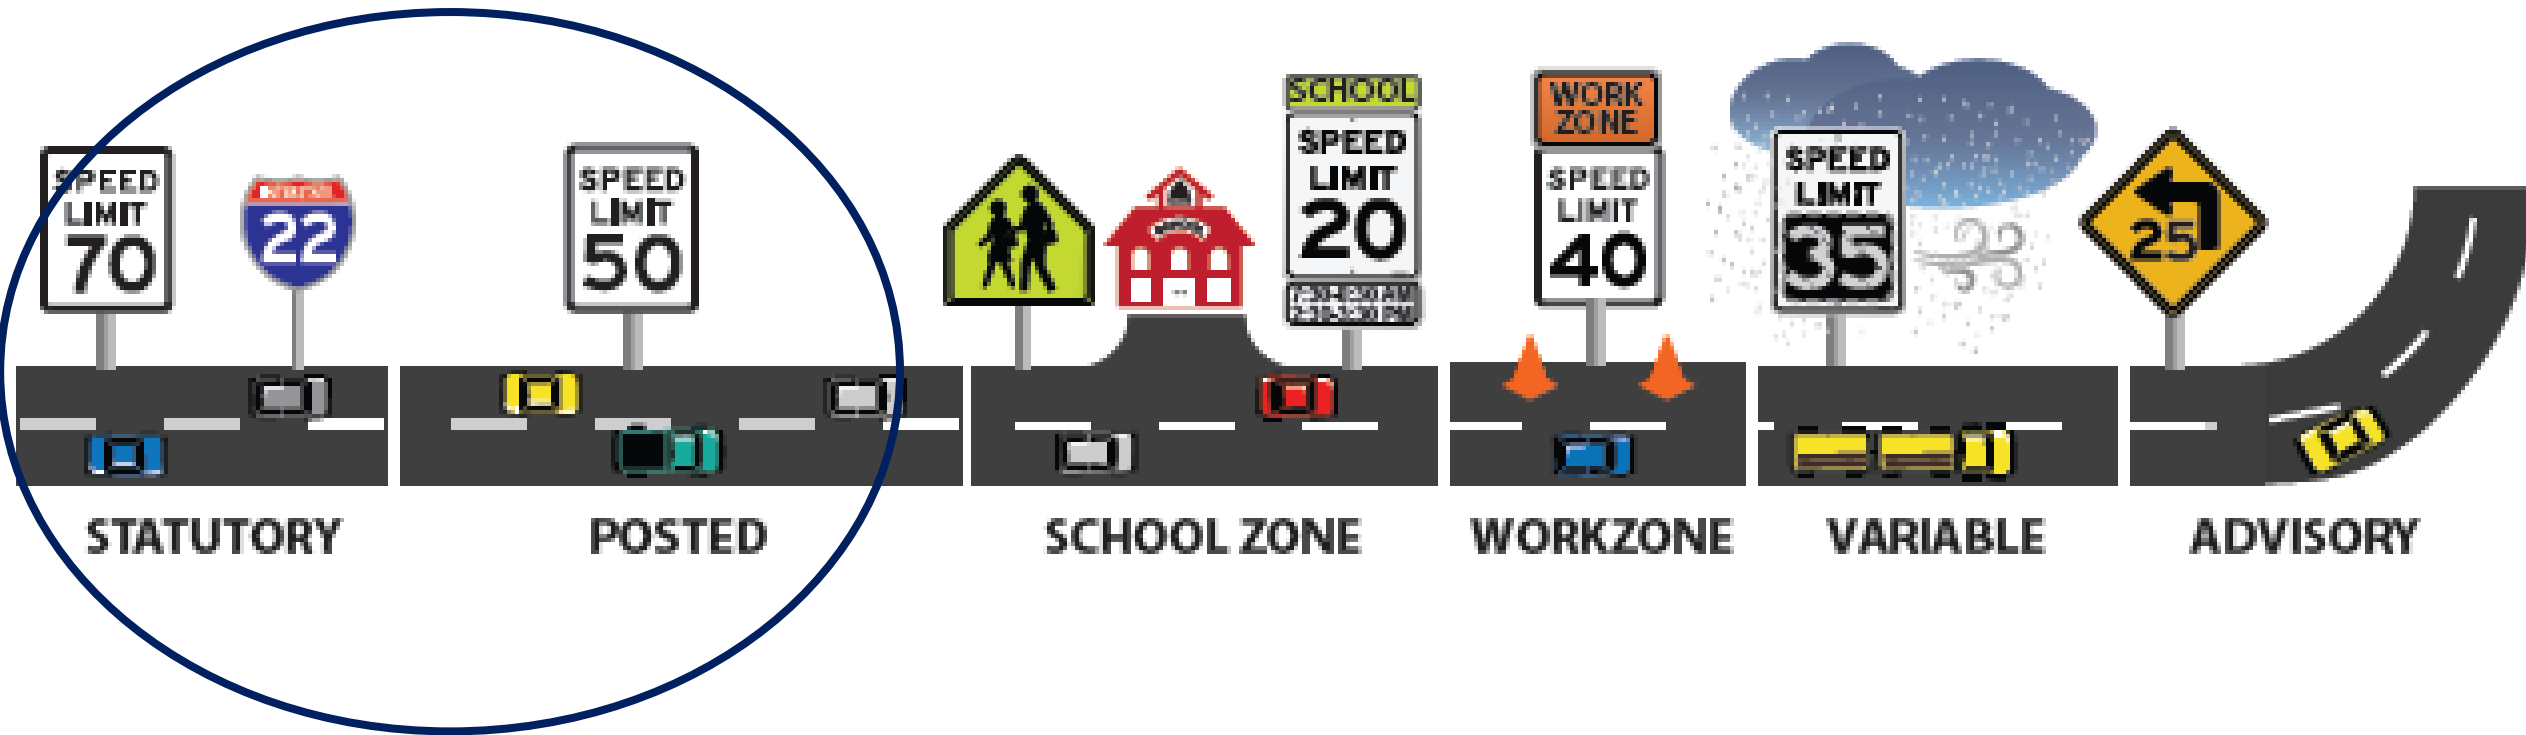 SPEED
LIMIT
70
22
SPEED
LIMIT
50
SCHOOL
SPEED
LIMIT
20
WORK
ZONE
SPEED
LIMIT
40
SPEED
LIMIT
35
25
STATUTORY
POSTED
SCHOOL ZONE
WORKZONE
VARIABLE
ADVISORY